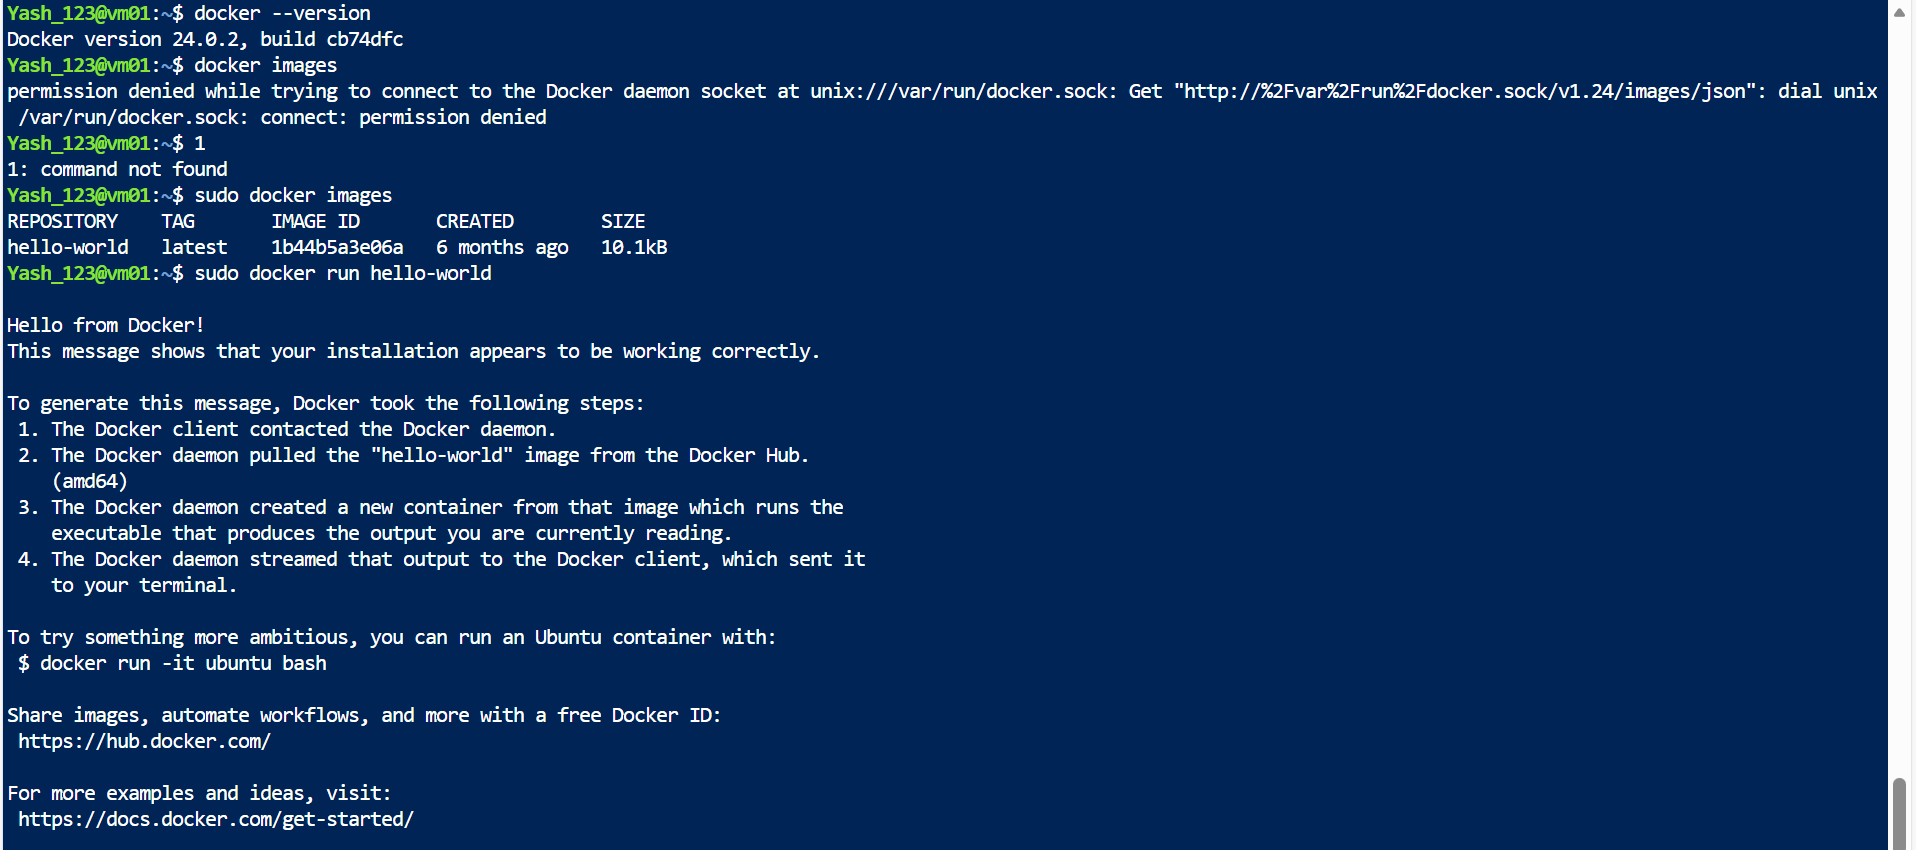 Yash_123@vm01:~$ docker --version
Docker version 24.0.2, build cb74dfc
Yash_123@vm01:~$ docker images
permission denied while trying to connect to the Docker daemon socket at unix:///var/run/docker.sock: Get "http://%2Fvar%2Frun%2Fdocker.sock/v1.24/images/json": dial unix
 /var/run/docker.sock: connect: permission denied
Yash_123@vm01:~$ 1
1: command not found
Yash_123@vm01:~$ sudo docker images
REPOSITORY    TAG       IMAGE ID       CREATED        SIZE
hello-world   latest    1b44b5a3e06a   6 months ago   10.1kB
Yash_123@vm01:~$ sudo docker run hello-world

Hello from Docker!
This message shows that your installation appears to be working correctly.

To generate this message, Docker took the following steps:
 1. The Docker client contacted the Docker daemon.
 2. The Docker daemon pulled the "hello-world" image from the Docker Hub.
    (amd64)
 3. The Docker daemon created a new container from that image which runs the
    executable that produces the output you are currently reading.
 4. The Docker daemon streamed that output to the Docker client, which sent it
    to your terminal.

To try something more ambitious, you can run an Ubuntu container with:
 $ docker run -it ubuntu bash

Share images, automate workflows, and more with a free Docker ID:
 https://hub.docker.com/

For more examples and ideas, visit:
 https://docs.docker.com/get-started/